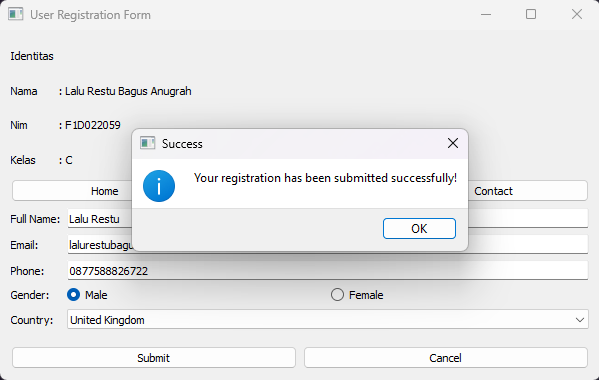 User Registration Form
Identitas
Nama : Lalu Restu Bagus Anugrah
Nim : F1D022059
Kelas : C
Success
Your registration has been submitted successfully!
OK
Home Contact
Full Name: Lalu Restu
Email: lalurestubagu
Phone: 0877588826722
Gender: Male Female
Country: United Kingdom
Submit Cancel